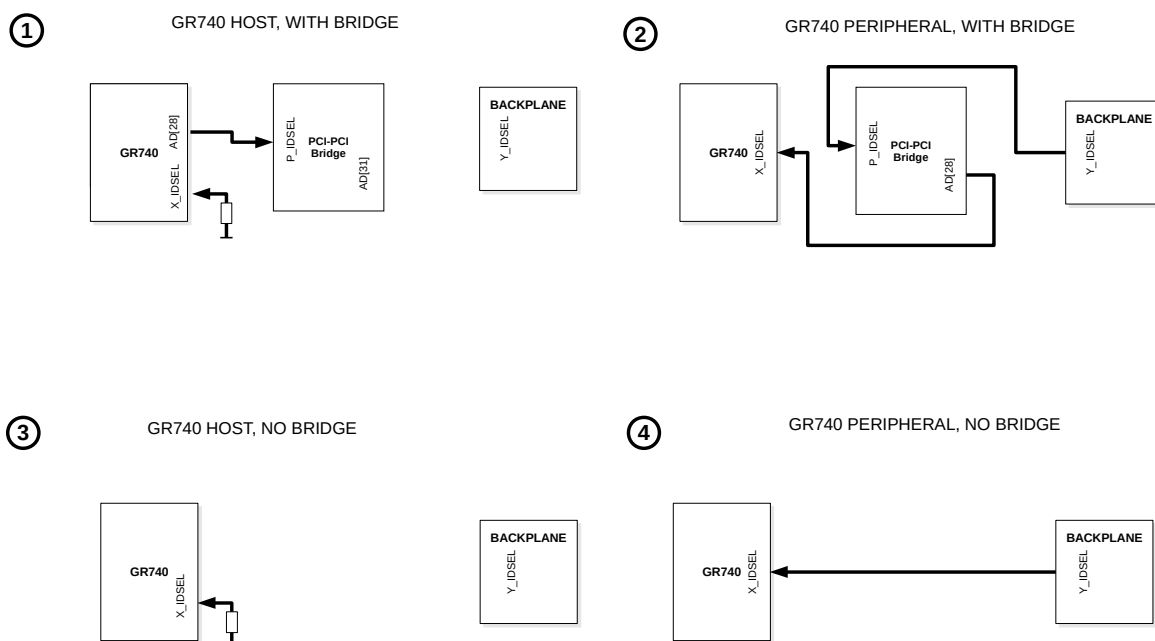 1
GR740 HOST, WITH BRIDGE
GR740
AD[28]
X_IDSEL
P_IDSEL
PCI-PCI
Bridge
AD[31]
BACKPLANE
Y_IDSEL
2
GR740 PERIPHERAL, WITH BRIDGE
GR740
X_IDSEL
P_IDSEL
PCI-PCI
Bridge
AD[28]
BACKPLANE
Y_IDSEL
3
GR740 HOST, NO BRIDGE
GR740
X_IDSEL
BACKPLANE
Y_IDSEL
4
GR740 PERIPHERAL, NO BRIDGE
GR740
X_IDSEL
BACKPLANE
Y_IDSEL